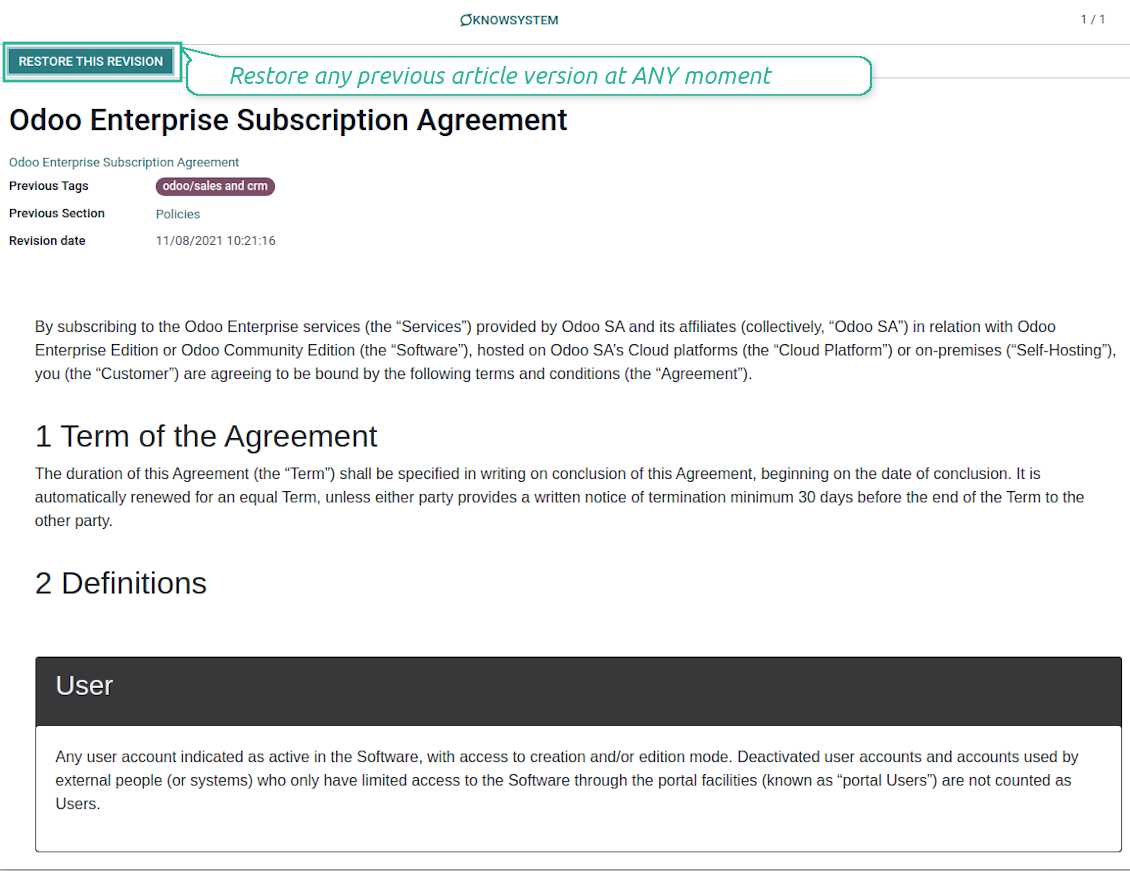 KNOWSYSTEM
1 / 1
RESTORE THIS REVISION
Restore any previous article version at ANY moment
Odoo Enterprise Subscription Agreement
Odoo Enterprise Subscription Agreement
Previous Tags odoo/sales and crm
Previous Section Policies
Revision date 11/08/2021 10:21:16
By subscribing to the Odoo Enterprise services (the “Services”) provided by Odoo SA and its affiliates (collectively, “Odoo SA”) in relation with Odoo
Enterprise Edition or Odoo Community Edition (the “Software”), hosted on Odoo SA’s Cloud platforms (the “Cloud Platform”) or on-premises (“Self-Hosting”),
you (the “Customer”) are agreeing to be bound by the following terms and conditions (the “Agreement”).
1 Term of the Agreement
The duration of this Agreement (the “Term”) shall be specified in writing on conclusion of this Agreement, beginning on the date of conclusion. It is
automatically renewed for an equal Term, unless either party provides a written notice of termination minimum 30 days before the end of the Term to the
other party.
2 Definitions
User
Any user account indicated as active in the Software, with access to creation and/or edition mode. Deactivated user accounts and accounts used by
external people (or systems) who only have limited access to the Software through the portal facilities (known as “portal Users”) are not counted as
Users.